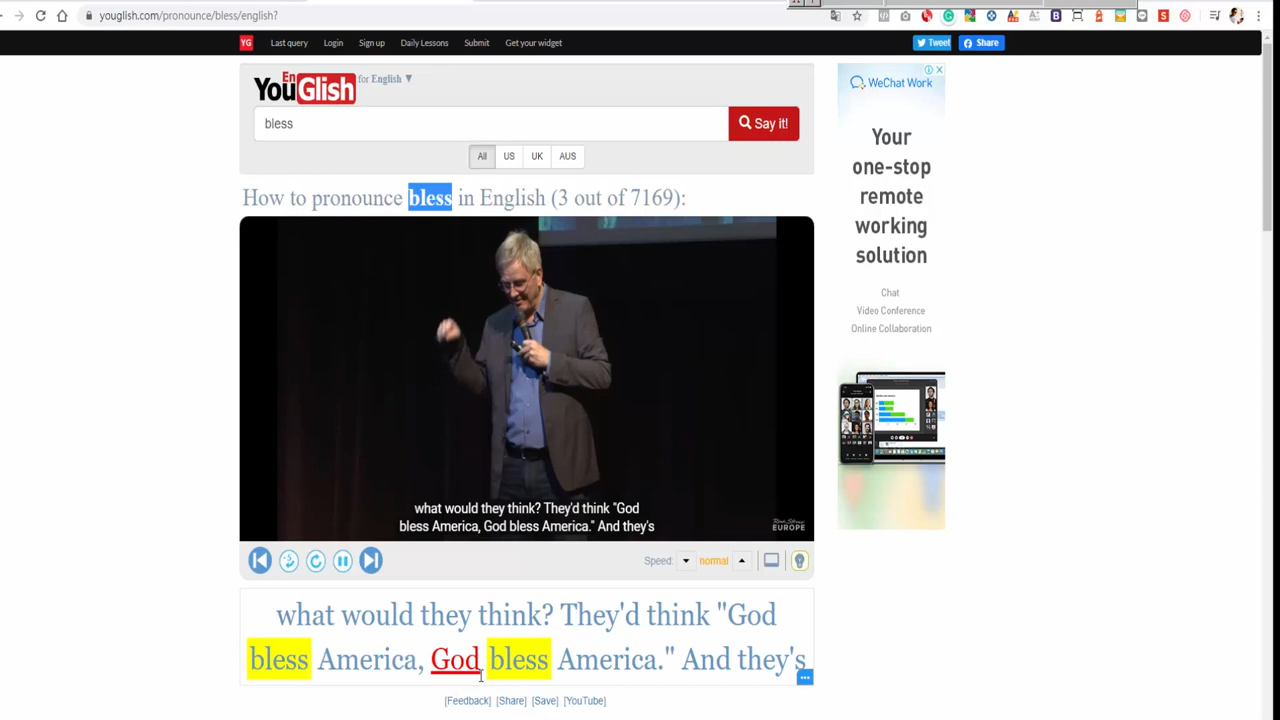 youglish.com/pronounce/bless/english?
YG Last query Login Sign up Daily Lessons Submit Get your widget Tweet Share
YouGlish En for English ▼
bless Say it!
All US UK AUS
How to pronounce bless in English (3 out of 7169):
what would they think? They'd think "God
bless America, God bless America." And they's
EUROPE
Speed: normal
what would they think? They'd think "God
bless America, God bless America." And they's
[Feedback] [Share] [Save] [YouTube]
WeChat Work
Your
one-stop
remote
working
solution
Chat
Video Conference
Online Collaboration